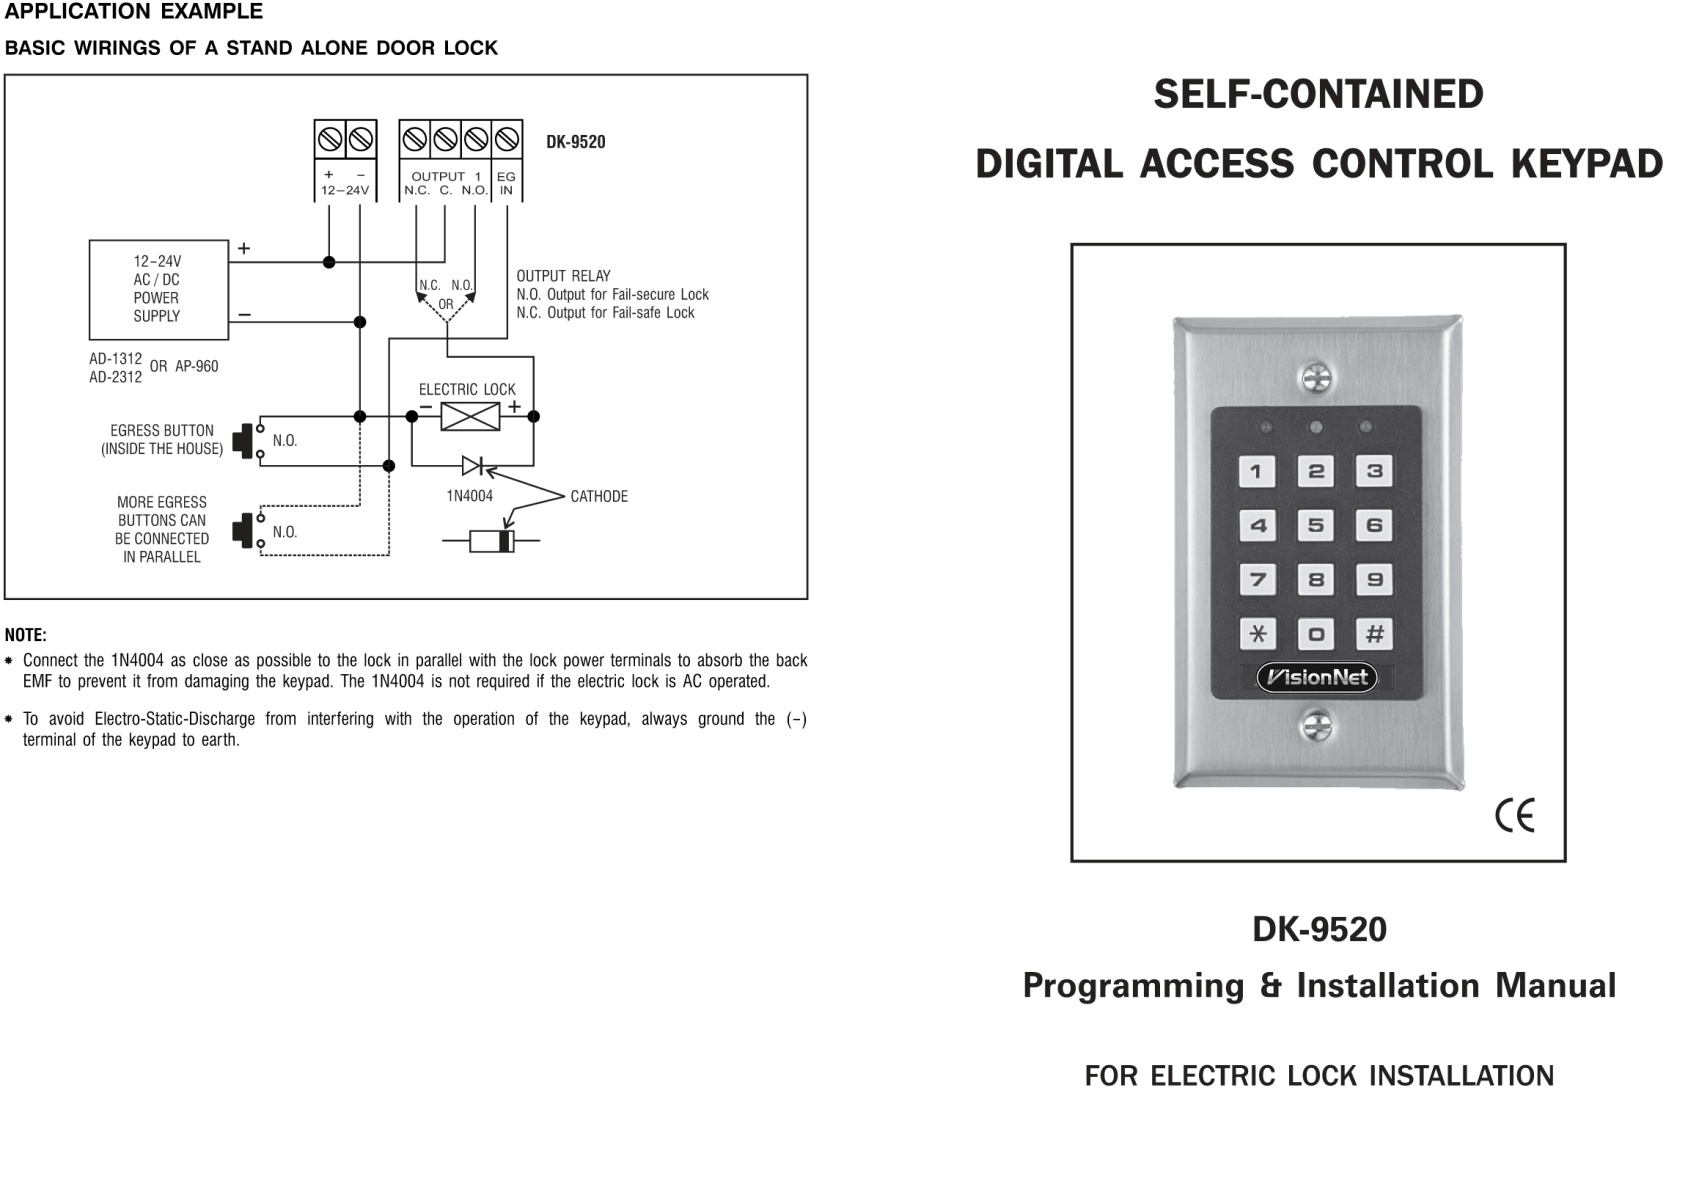 APPLICATION EXAMPLE
BASIC WIRINGS OF A STAND ALONE DOOR LOCK
DK-9520
+ −
12–24V
OUTPUT 1
N.C. C. N.O.
EG
IN
12–24V
AC / DC
POWER
SUPPLY
+
−
AD-1312
AD-2312
OR AP-960
N.C. N.O.
OR
OUTPUT RELAY
N.O. Output for Fail-secure Lock
N.C. Output for Fail-safe Lock
ELECTRIC LOCK
− +
EGRESS BUTTON
(INSIDE THE HOUSE)
N.O.
1N4004
CATHODE
MORE EGRESS
BUTTONS CAN
BE CONNECTED
IN PARALLEL
N.O.
NOTE:
* Connect the 1N4004 as close as possible to the lock in parallel with the lock power terminals to absorb the back
EMF to prevent it from damaging the keypad. The 1N4004 is not required if the electric lock is AC operated.
* To avoid Electro-Static-Discharge from interfering with the operation of the keypad, always ground the (–)
terminal of the keypad to earth.
SELF-CONTAINED
DIGITAL ACCESS CONTROL KEYPAD
1 2 3
4 5 6
7 8 9
* 0 #
VisionNet
CE
DK-9520
Programming & Installation Manual
FOR ELECTRIC LOCK INSTALLATION